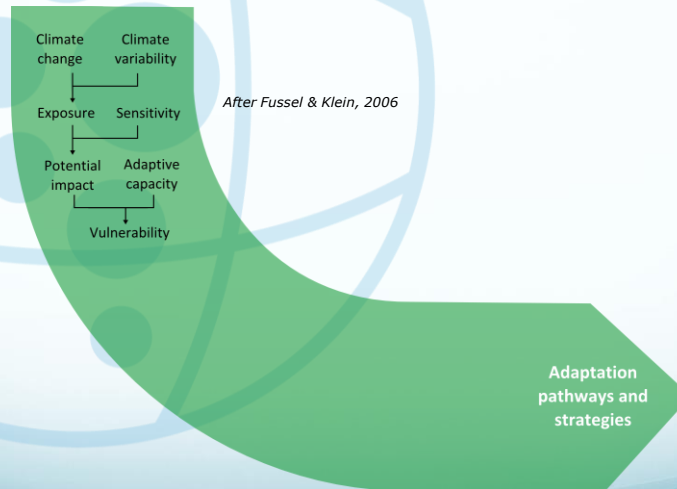 Climate
change
Climate
variability
After Fussel & Klein, 2006
Exposure
Sensitivity
Potential
impact
Adaptive
capacity
Vulnerability
Adaptation
pathways and
strategies